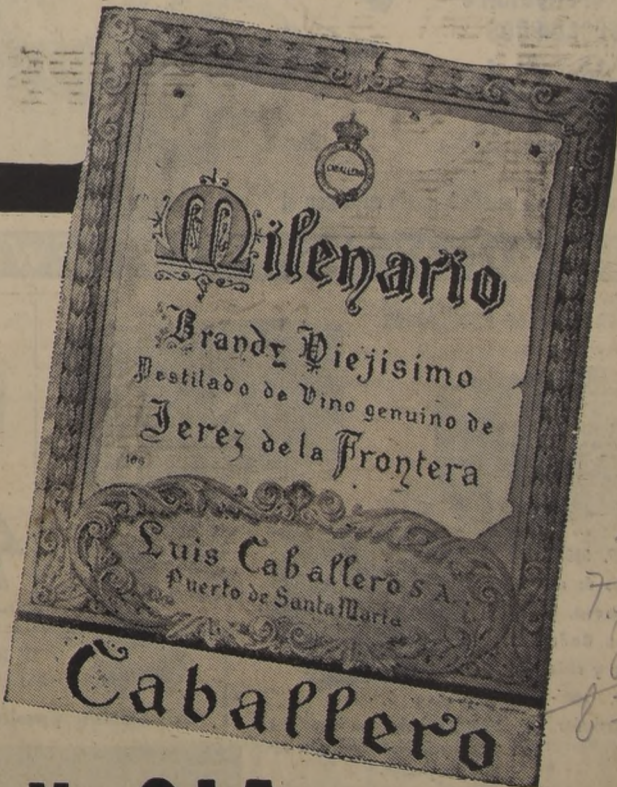 CABALLERO
Milenario
Brandy Viejisimo
Destilado de Vino genuino de
Jerez de la Frontera
Luis Caballero S A.
Puerto de Santa Maria
Caballero